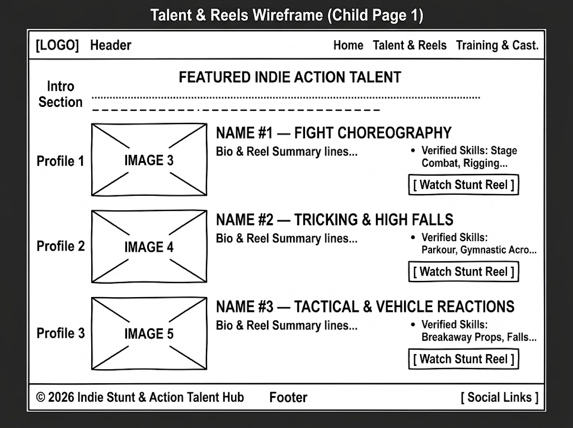 Talent & Reels Wireframe (Child Page 1)
[LOGO] Header Home Talent & Reels Training & Cast.
Intro
Section
FEATURED INDIE ACTION TALENT
Profile 1
IMAGE 3
NAME #1 — FIGHT CHOREOGRAPHY
Bio & Reel Summary lines...
• Verified Skills: Stage
Combat, Rigging...
[ Watch Stunt Reel ]
Profile 2
IMAGE 4
NAME #2 — TRICKING & HIGH FALLS
Bio & Reel Summary lines...
• Verified Skills:
Parkour, Gymnastic Acro...
[ Watch Stunt Reel ]
Profile 3
IMAGE 5
NAME #3 — TACTICAL & VEHICLE REACTIONS
Bio & Reel Summary lines...
• Verified Skills:
Breakaway Props, Falls...
[ Watch Stunt Reel ]
© 2026 Indie Stunt & Action Talent Hub Footer [ Social Links ]